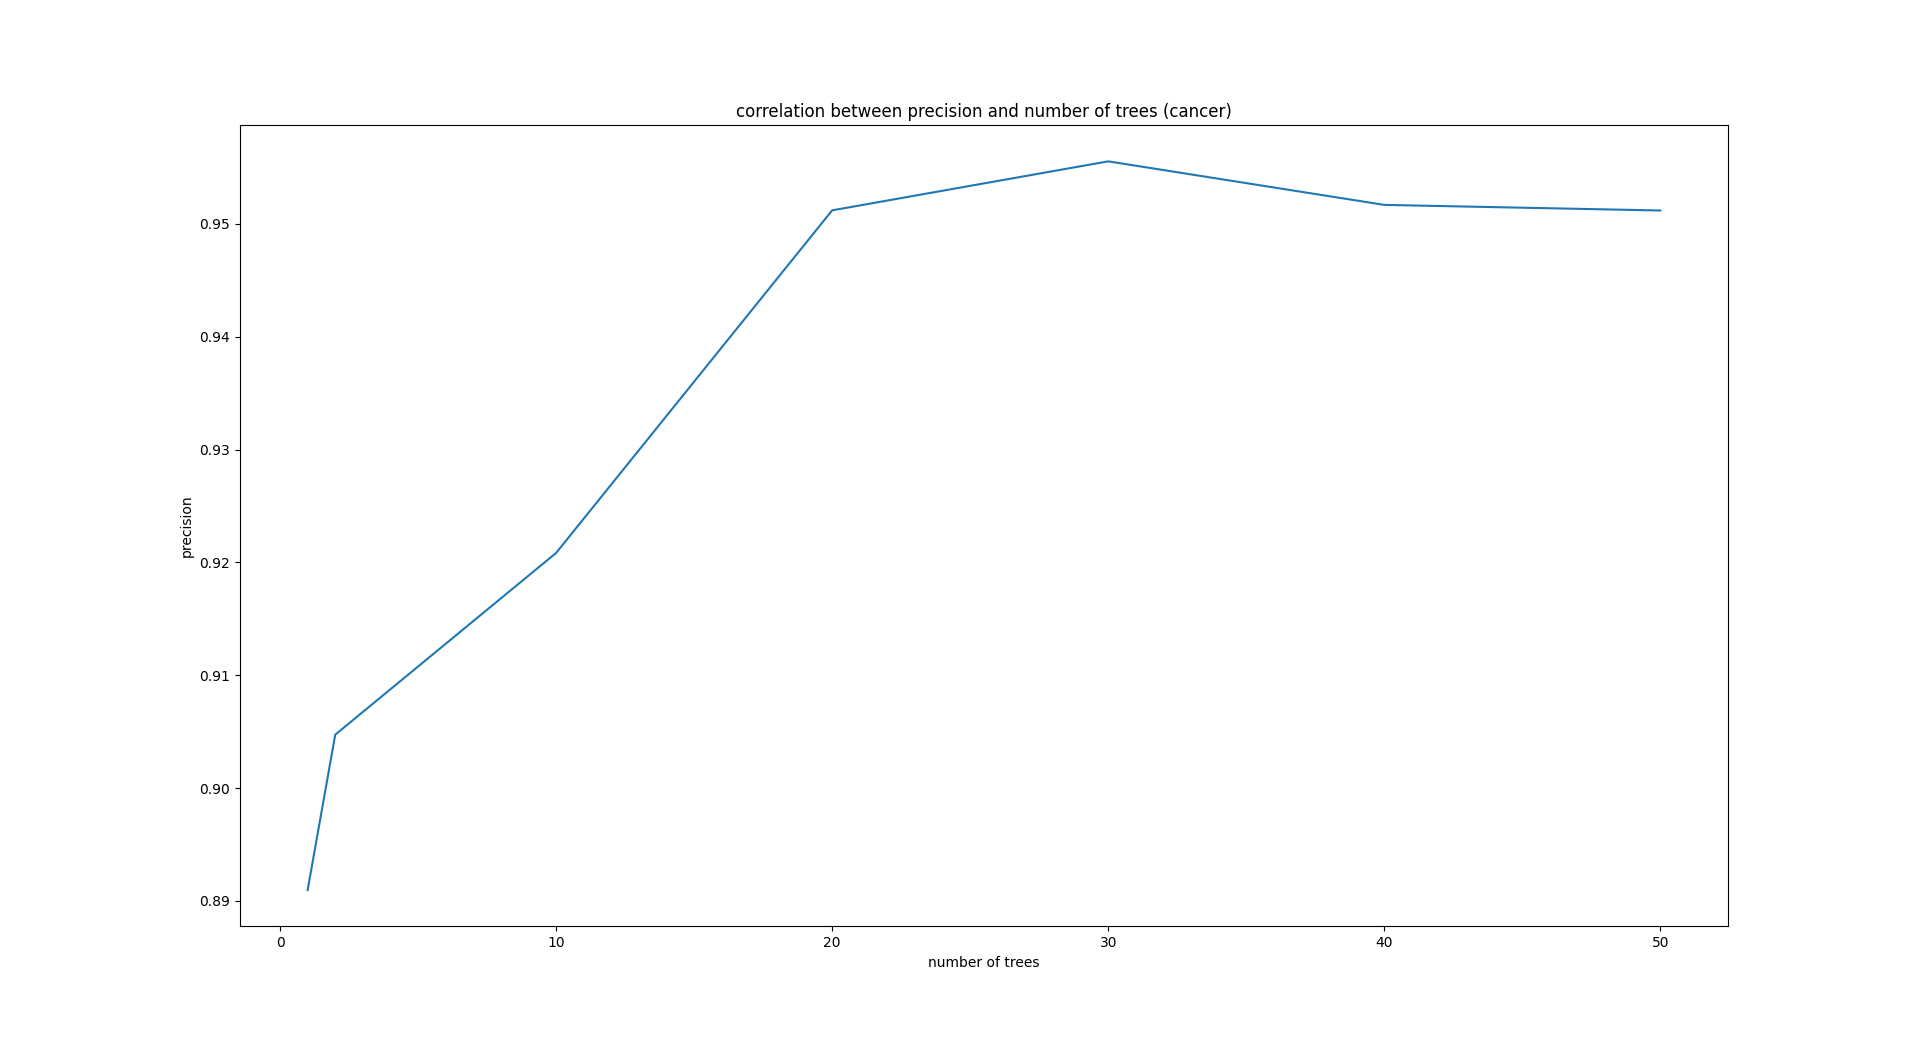 correlation between precision and number of trees (cancer)
0.95
0.94
0.93
precision
0.92
0.91
0.90
0.89
0 10 20 30 40 50
number of trees